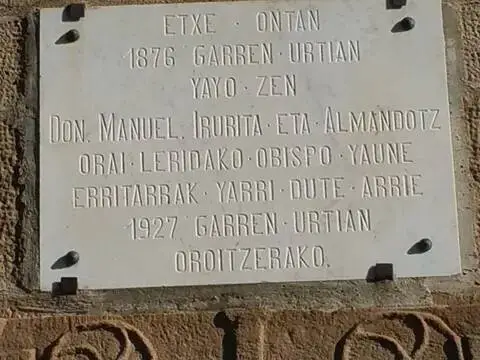 ETXE · ONTAN
1876 GARREN · URTIAN
YAYO · ZEN
DON. MANUEL. IRURITA · ETA · ALMANDOTZ
ORAI · LERIDAKO · OBISPO · YAUNE
ERRITARRAK · YARRI · DUTE · ARRIE
1927 GARREN · URTIAN
OROITZERAKO.